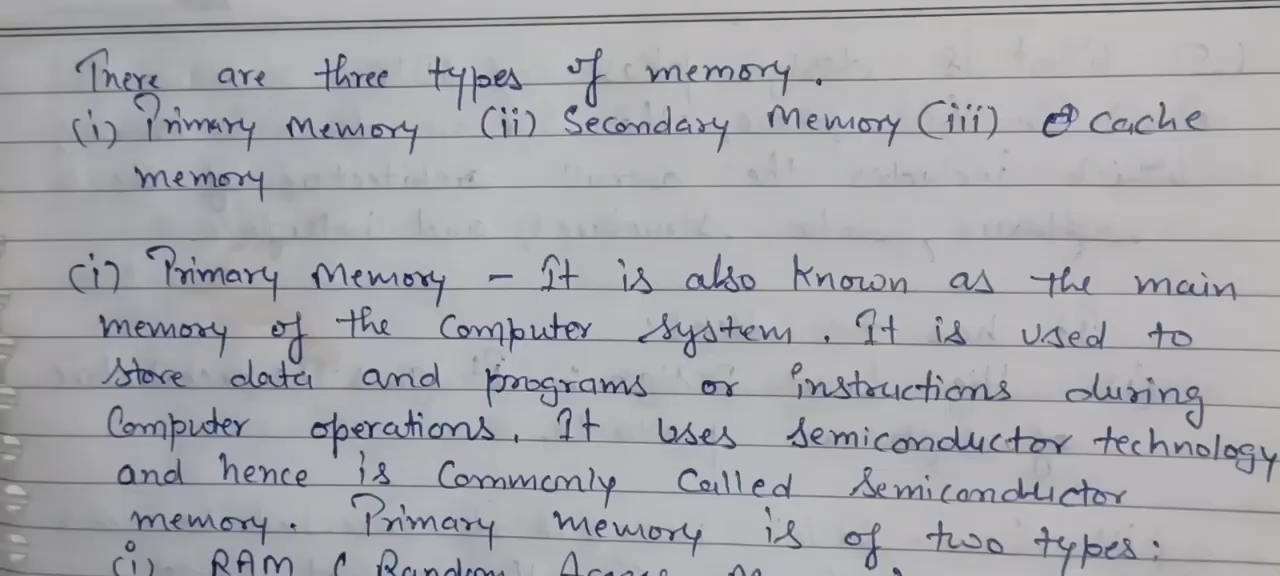 There are three types of memory.
(i) Primary Memory (ii) Secondary Memory (iii) Cache
memory
(i) Primary Memory - It is also known as the main
memory of the Computer system. It is used to
store data and programs or instructions during
Computer operations. It uses semiconductor technology
and hence is Commonly Called semiconductor
memory. Primary memory is of two types:
(i) RAM ( Random Access